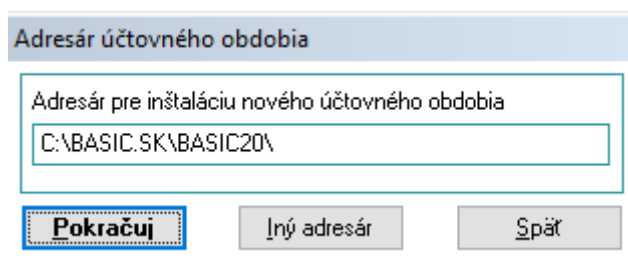 Adresár účtovného obdobia
Adresár pre inštaláciu nového účtovného obdobia
C:\BASIC.SK\BASIC20\
Pokračuj
Iný adresár
Späť